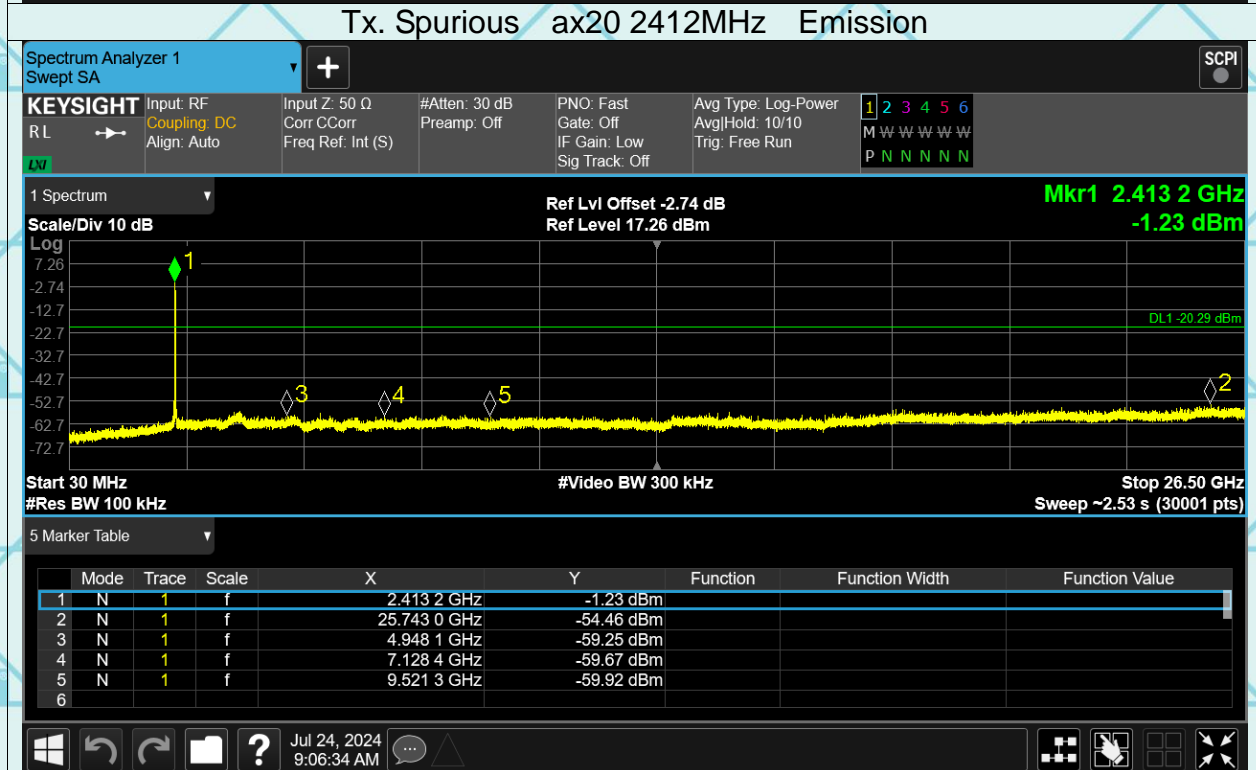 Tx. Spurious ax20 2412MHz Emission
Spectrum Analyzer 1
Swept SA
+
SCPI
KEYSIGHT
R L
LXI
Input: RF
Coupling: DC
Align: Auto
Input Z: 50 Ω
Corr CCorr
Freq Ref: Int (S)
#Atten: 30 dB
Preamp: Off
PNO: Fast
Gate: Off
IF Gain: Low
Sig Track: Off
Avg Type: Log-Power
Avg|Hold: 10/10
Trig: Free Run
1 2 3 4 5 6
M W W W W W
P N N N N N
1 Spectrum
Scale/Div 10 dB
Ref Lvl Offset -2.74 dB
Ref Level 17.26 dBm
Mkr1 2.413 2 GHz
-1.23 dBm
Log
7.26
-2.74
-12.7
-22.7
-32.7
-42.7
-52.7
-62.7
-72.7
1
DL1 -20.29 dBm
3
4
5
2
Start 30 MHz
#Res BW 100 kHz
#Video BW 300 kHz
Stop 26.50 GHz
Sweep ~2.53 s (30001 pts)
5 Marker Table
Mode Trace Scale X Y Function Function Width Function Value
1 N 1 f 2.413 2 GHz -1.23 dBm
2 N 1 f 25.743 0 GHz -54.46 dBm
3 N 1 f 4.948 1 GHz -59.25 dBm
4 N 1 f 7.128 4 GHz -59.67 dBm
5 N 1 f 9.521 3 GHz -59.92 dBm
6
?
Jul 24, 2024
9:06:34 AM